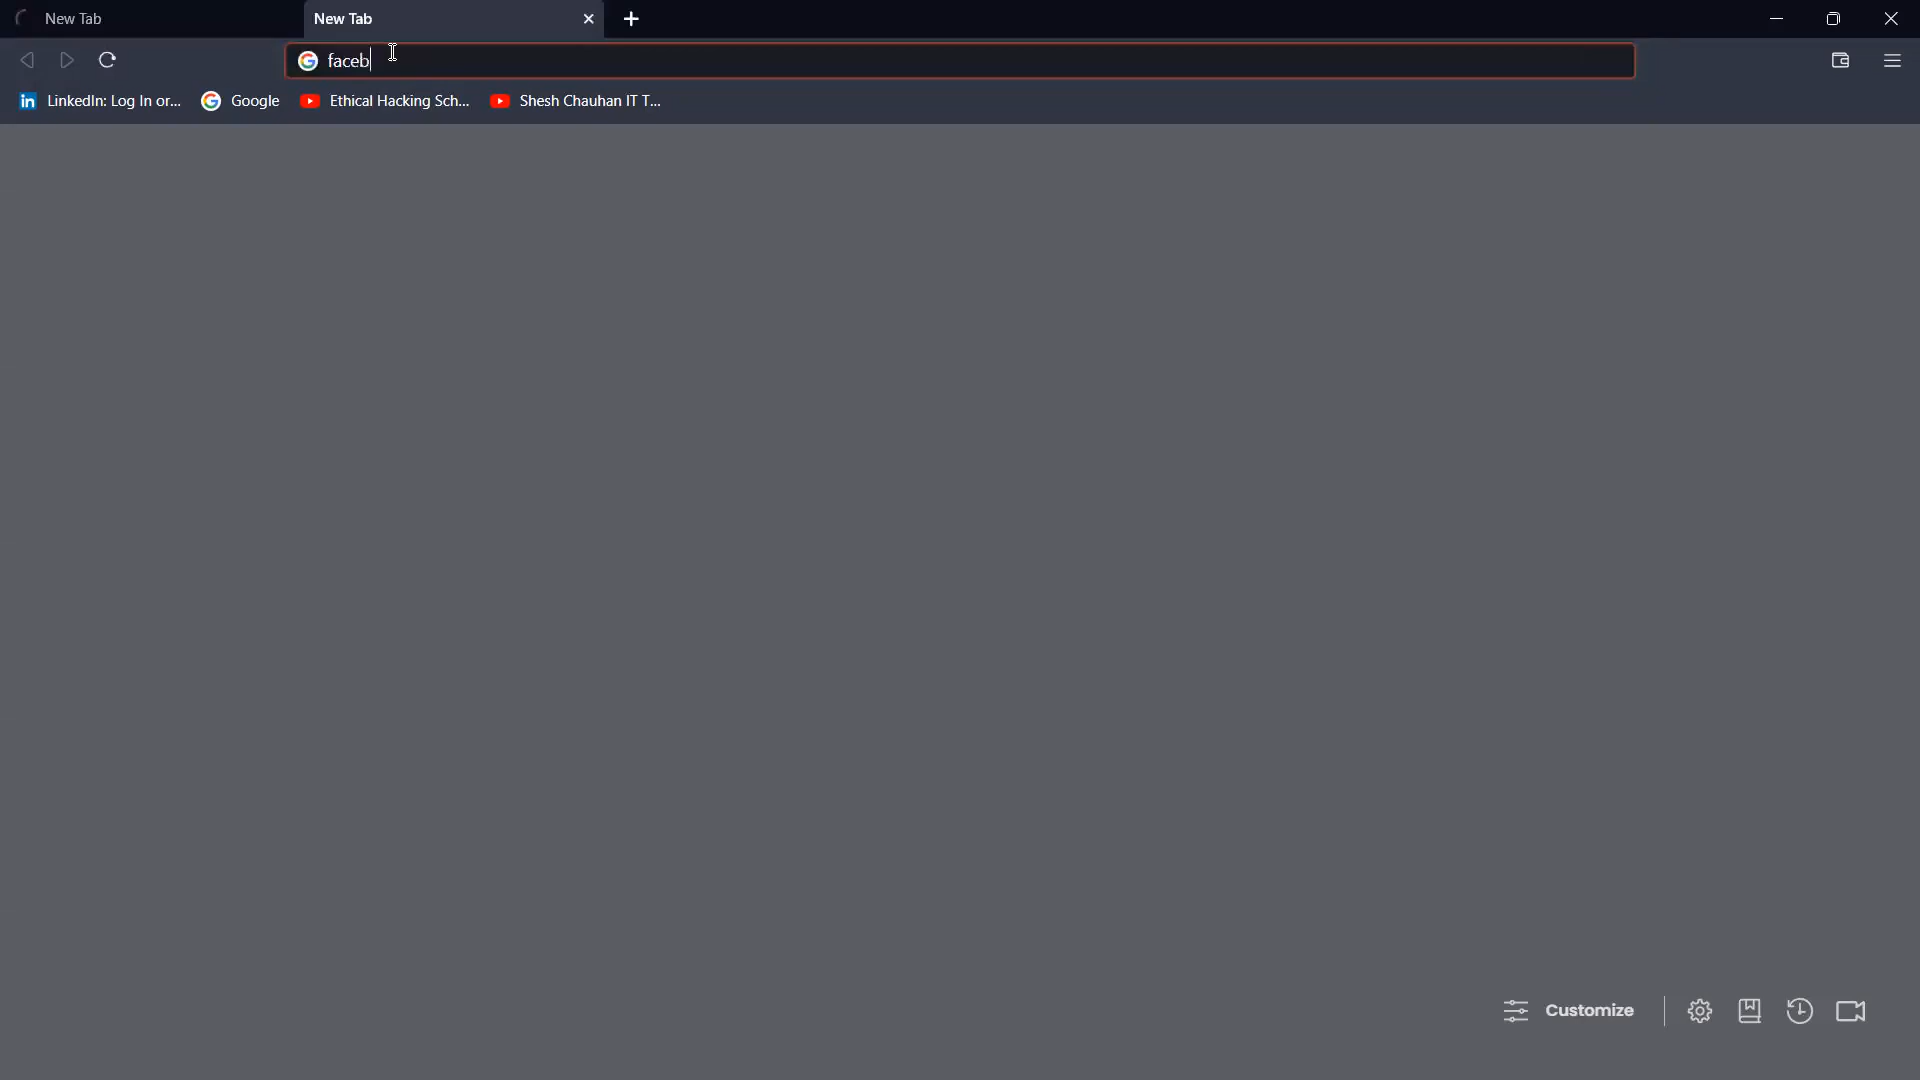 New Tab
New Tab
faceb
LinkedIn: Log In or...
Google
Ethical Hacking Sch...
Shesh Chauhan IT T...
Customize